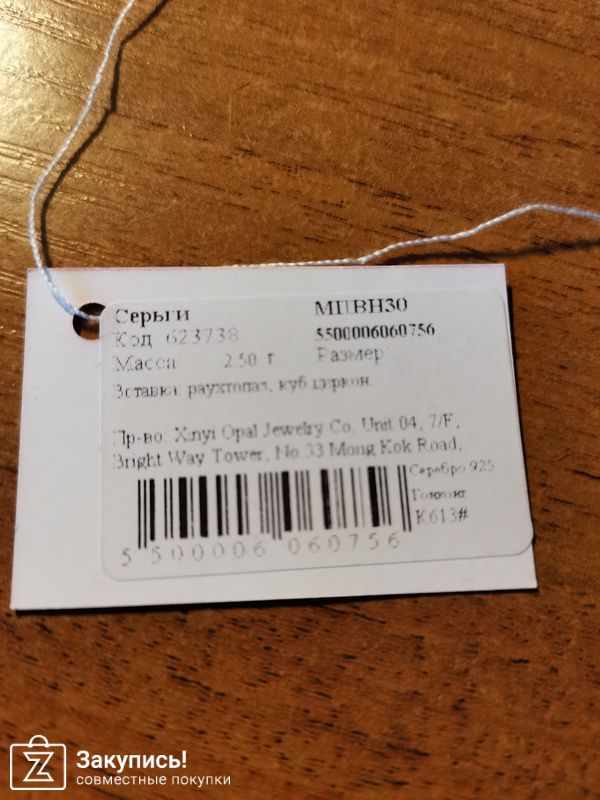 Серьги МПВН30
Код: 623738 5500006060756
Масса: 2.50 г Размер:
Вставка: раухтопаз, куб.циркон.
Пр-во: Xinyi Opal Jewelry Co, Unit 04, 7/F,
Bright Way Tower, No 33 Mong Kok Road,
Серебро 925
Гонконг
K613#
5 500006 060756
Закупись!
совместные покупки